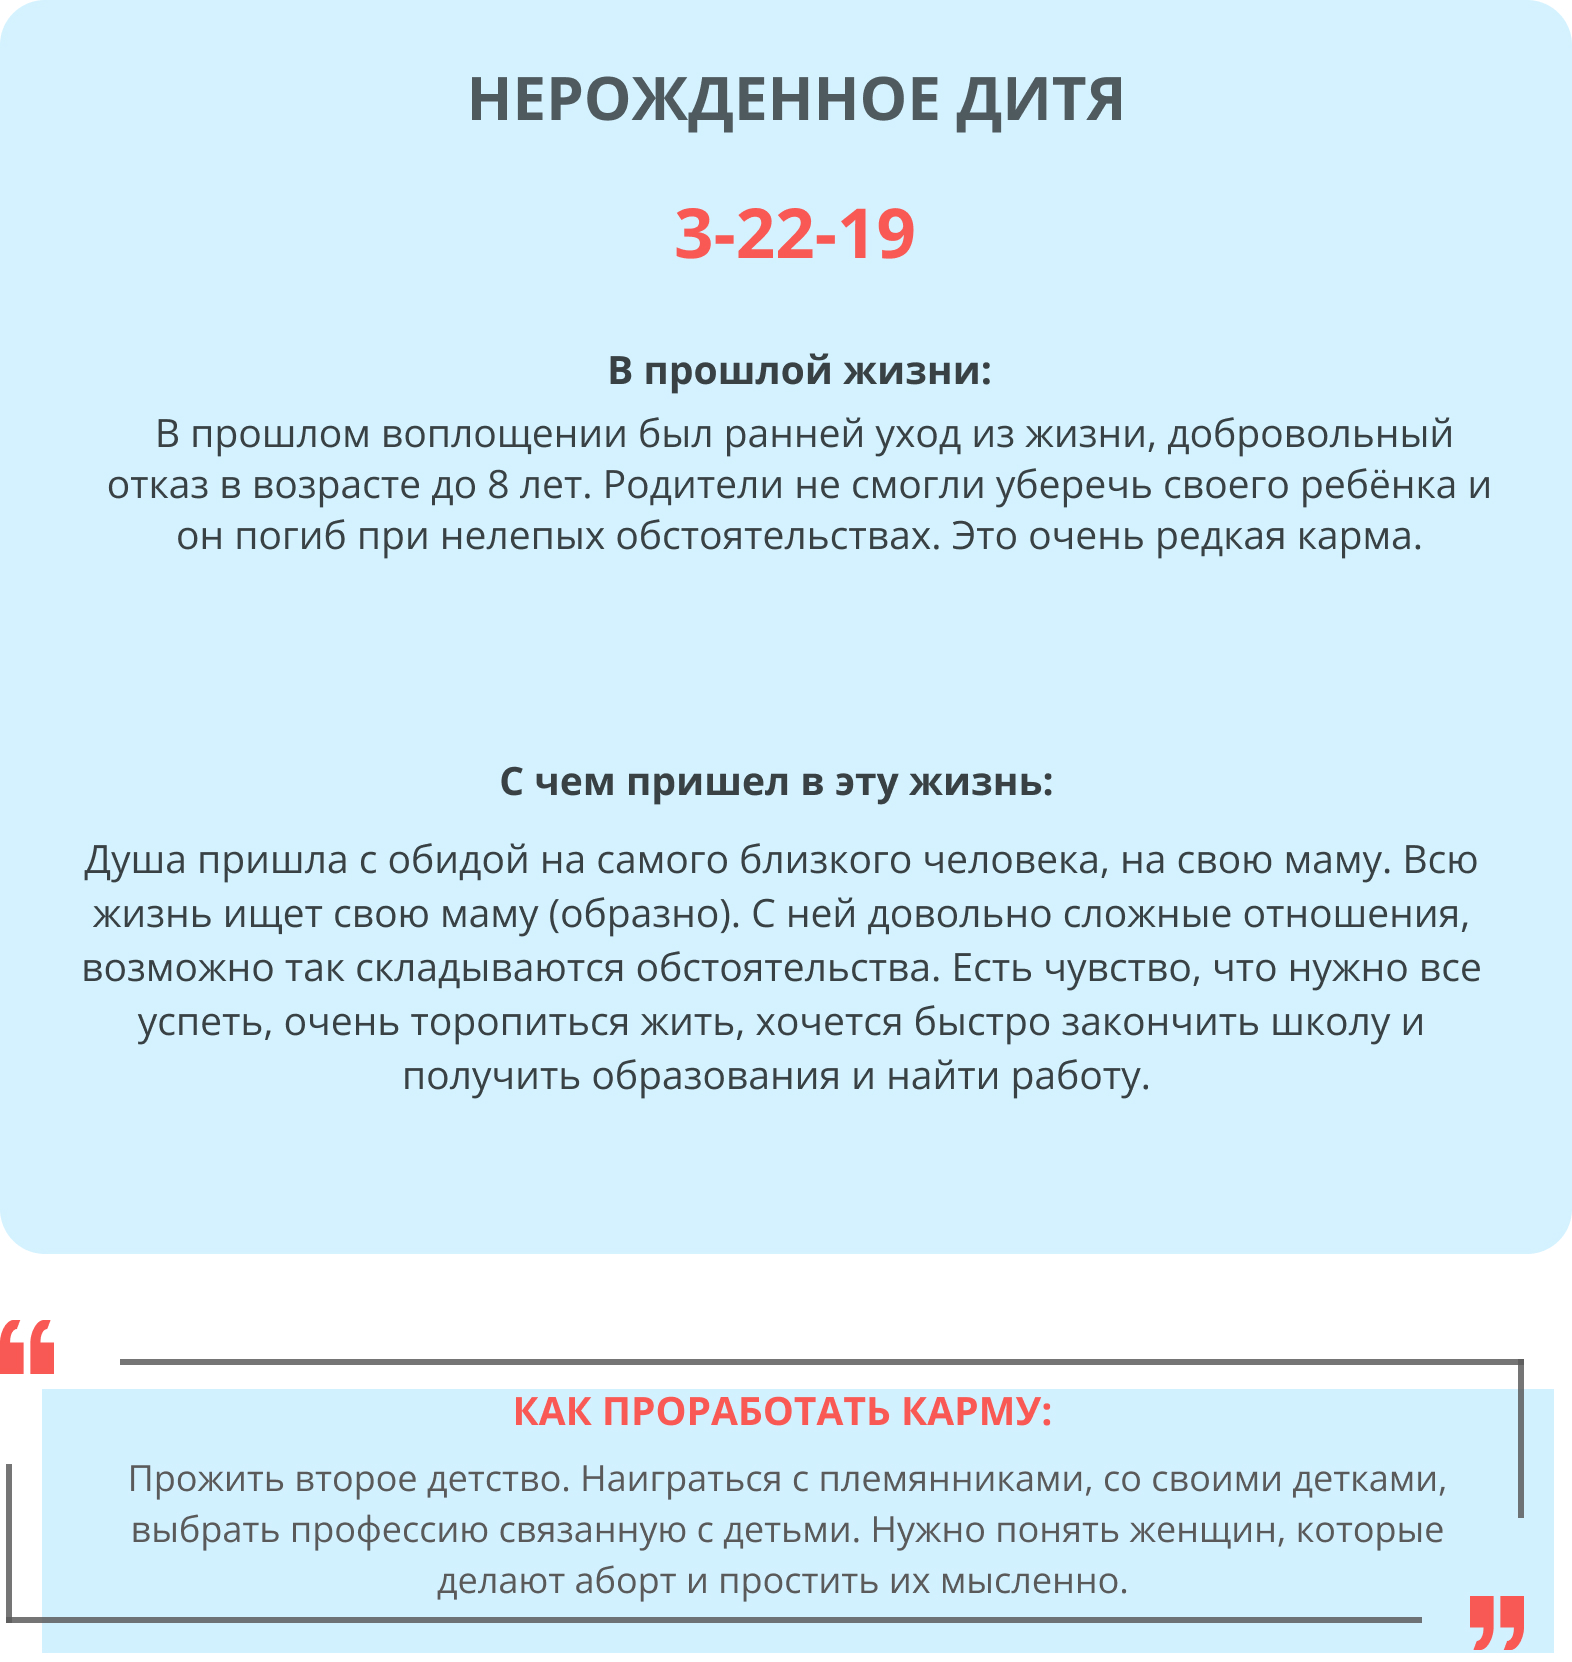 НЕРОЖДЕННОЕ ДИТЯ
3-22-19
В прошлой жизни:
В прошлом воплощении был ранней уход из жизни, добровольный
отказ в возрасте до 8 лет. Родители не смогли уберечь своего ребёнка и
он погиб при нелепых обстоятельствах. Это очень редкая карма.
С чем пришел в эту жизнь:
Душа пришла с обидой на самого близкого человека, на свою маму. Всю
жизнь ищет свою маму (образно). С ней довольно сложные отношения,
возможно так складываются обстоятельства. Есть чувство, что нужно все
успеть, очень торопиться жить, хочется быстро закончить школу и
получить образования и найти работу.
КАК ПРОРАБОТАТЬ КАРМУ:
Прожить второе детство. Наиграться с племянниками, со своими детками,
выбрать профессию связанную с детьми. Нужно понять женщин, которые
делают аборт и простить их мысленно.